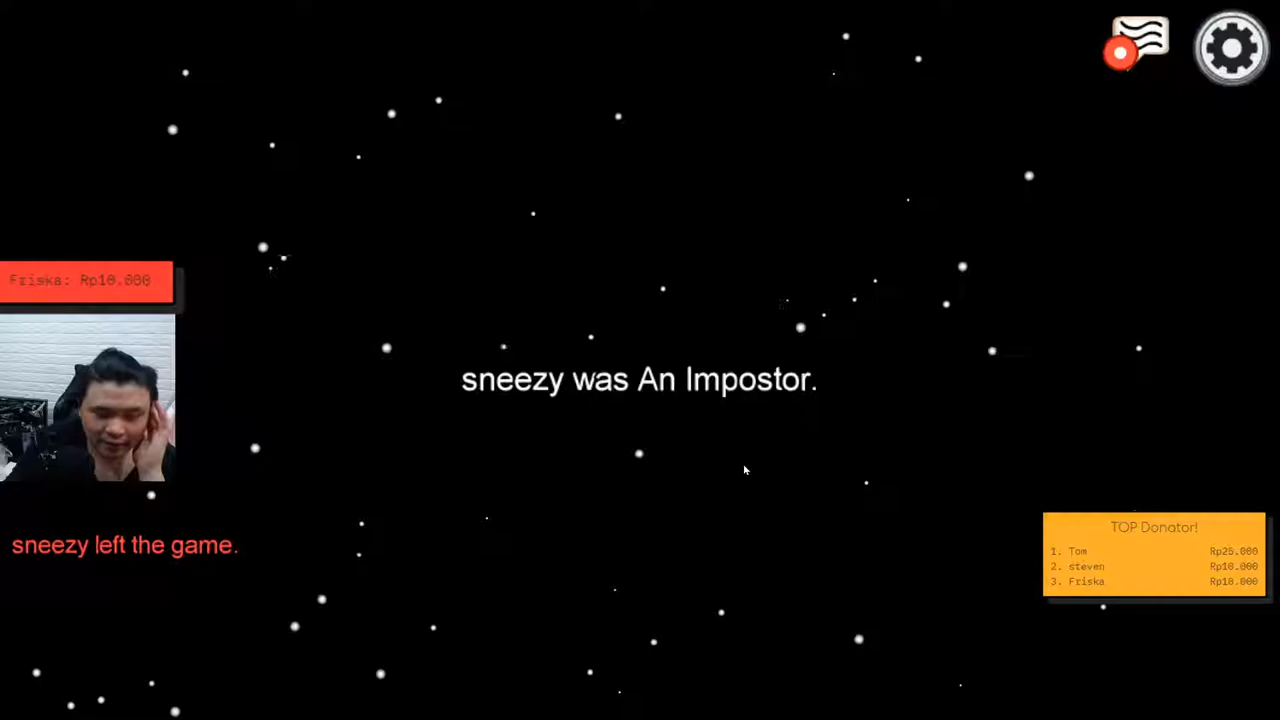 Friska: Rp10.000
sneezy was An Impostor.
sneezy left the game.
TOP Donator!
1. Tom Rp25.000
2. steven Rp10.000
3. Friska Rp10.000